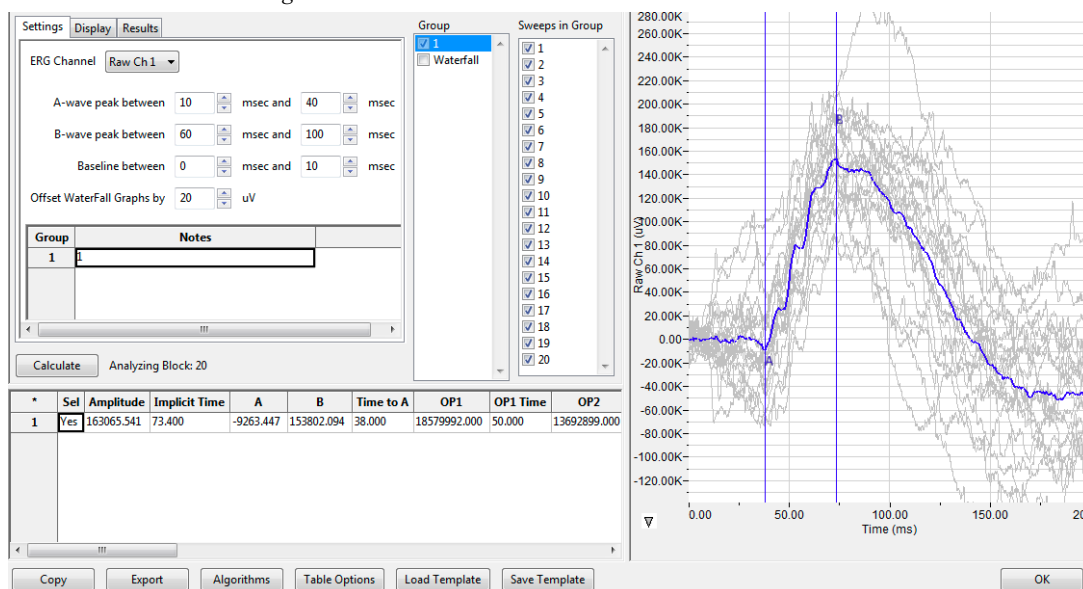 Settings Display Results
ERG Channel Raw Ch 1
A-wave peak between 10 msec and 40 msec
B-wave peak between 60 msec and 100 msec
Baseline between 0 msec and 10 msec
Offset WaterFall Graphs by 20 uV
Group Notes
1 1
Calculate Analyzing Block: 20
Group
1
Waterfall
Sweeps in Group
1
2
3
4
5
6
7
8
9
10
11
12
13
14
15
16
17
18
19
20
* Sel Amplitude Implicit Time A B Time to A OP1 OP1 Time OP2
1 Yes 163065.541 73.400 -9263.447 153802.094 38.000 18579992.000 50.000 13692899.000
Copy Export Algorithms Table Options Load Template Save Template OK
280.00K
260.00K
240.00K
220.00K
200.00K
180.00K
160.00K
140.00K
120.00K
100.00K
80.00K
60.00K
40.00K
20.00K
0.00
-20.00K
-40.00K
-60.00K
-80.00K
-100.00K
-120.00K
Raw Ch 1 (uV)
B
A
0.00 50.00 100.00 150.00 20
Time (ms)